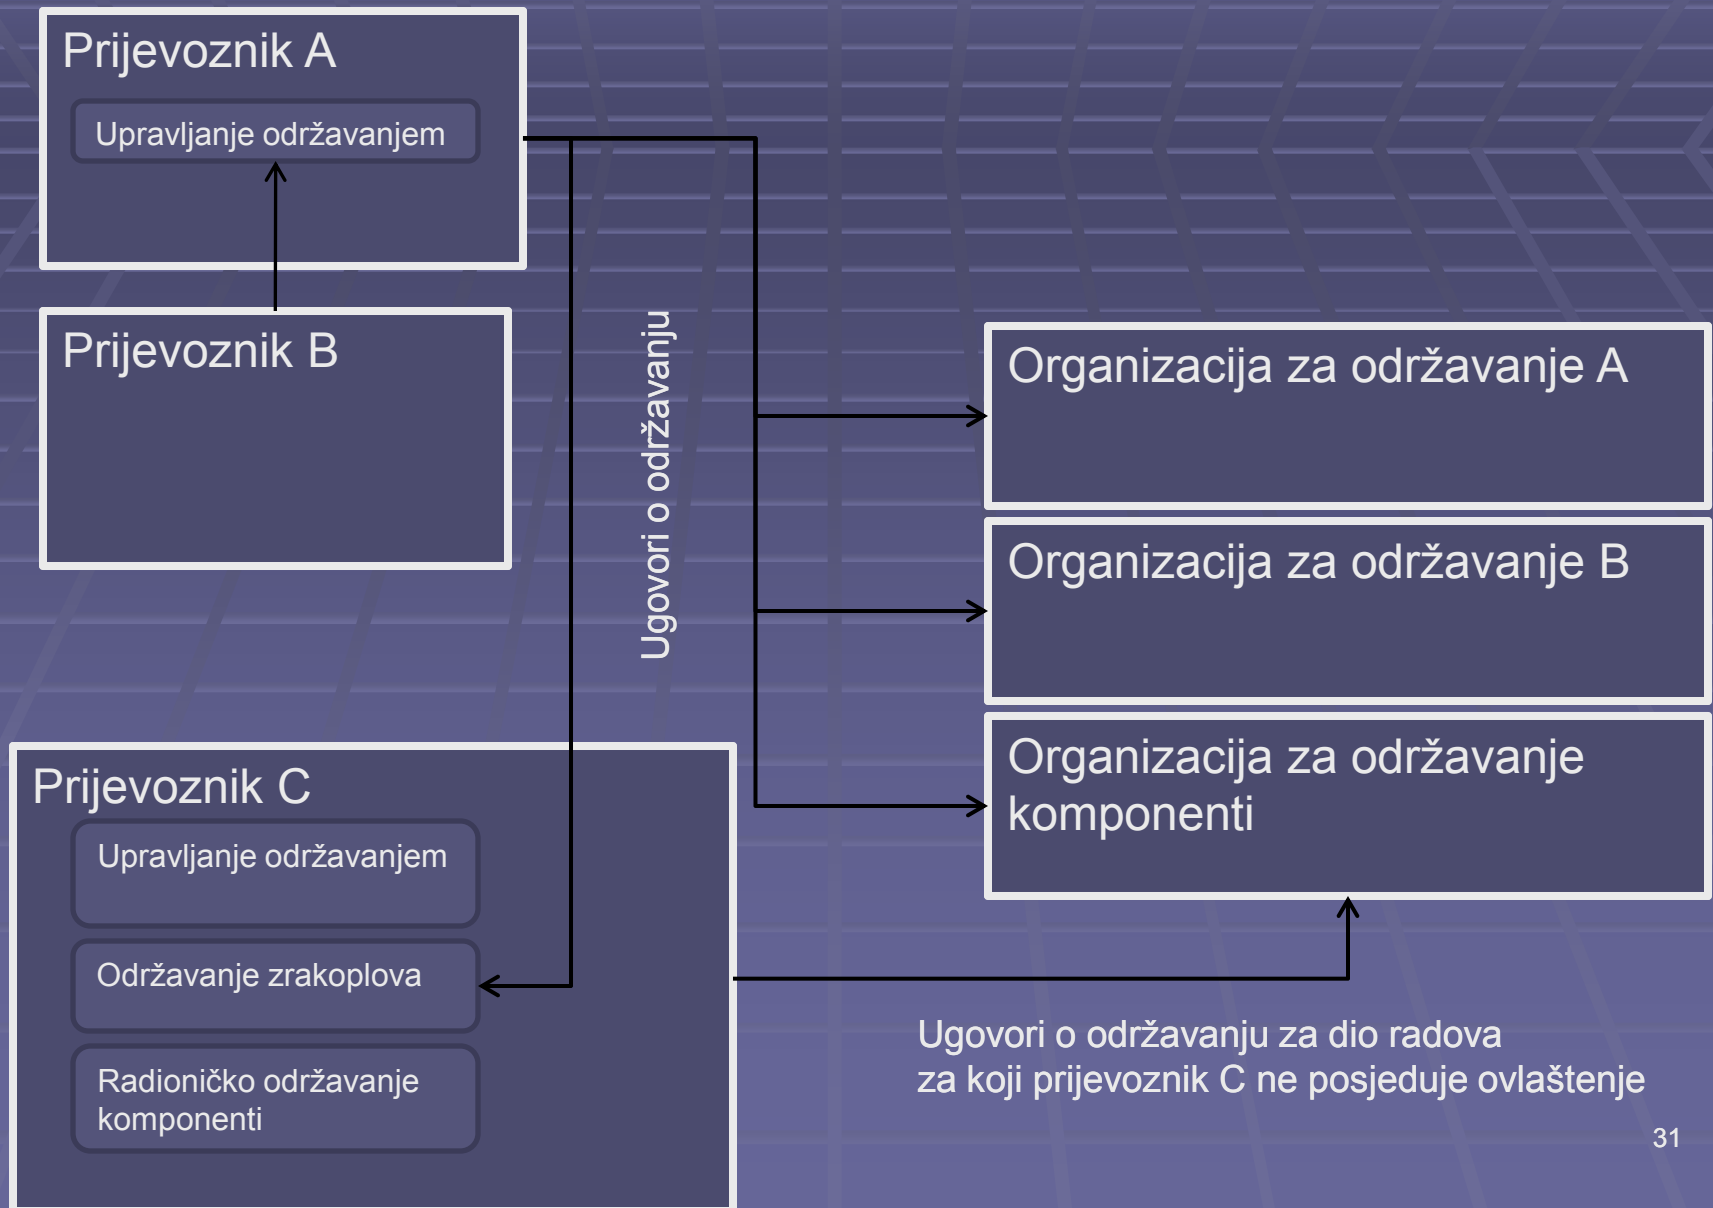 Prijevoznik A
Upravljanje održavanjem
Prijevoznik B
Ugovori o održavanju
Organizacija za održavanje A
Organizacija za održavanje B
Organizacija za održavanje
komponenti
Prijevoznik C
Upravljanje održavanjem
Održavanje zrakoplova
Radioničko održavanje
komponenti
Ugovori o održavanju za dio radova
za koji prijevoznik C ne posjeduje ovlaštenje
31